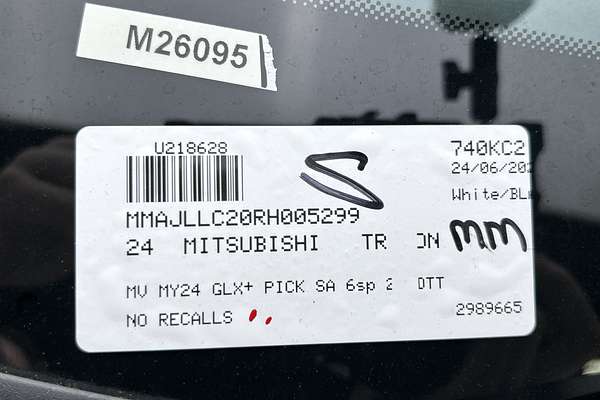 M26095
U218628
740KC2
24/06/202
S
White/BL
MMAJLLC20RH005299
24 MITSUBISHI TR ON MM
MV MY24 GLX+ PICK SA 6sp 2 DTT
NO RECALLS
2989665